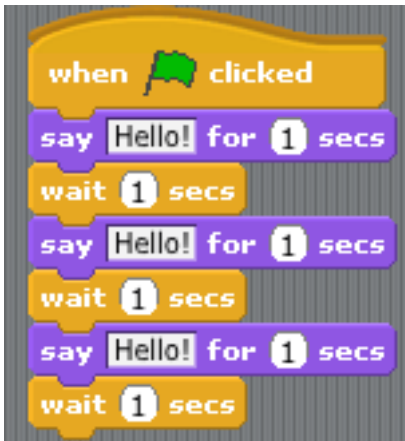 when clicked
say Hello! for 1 secs
wait 1 secs
say Hello! for 1 secs
wait 1 secs
say Hello! for 1 secs
wait 1 secs